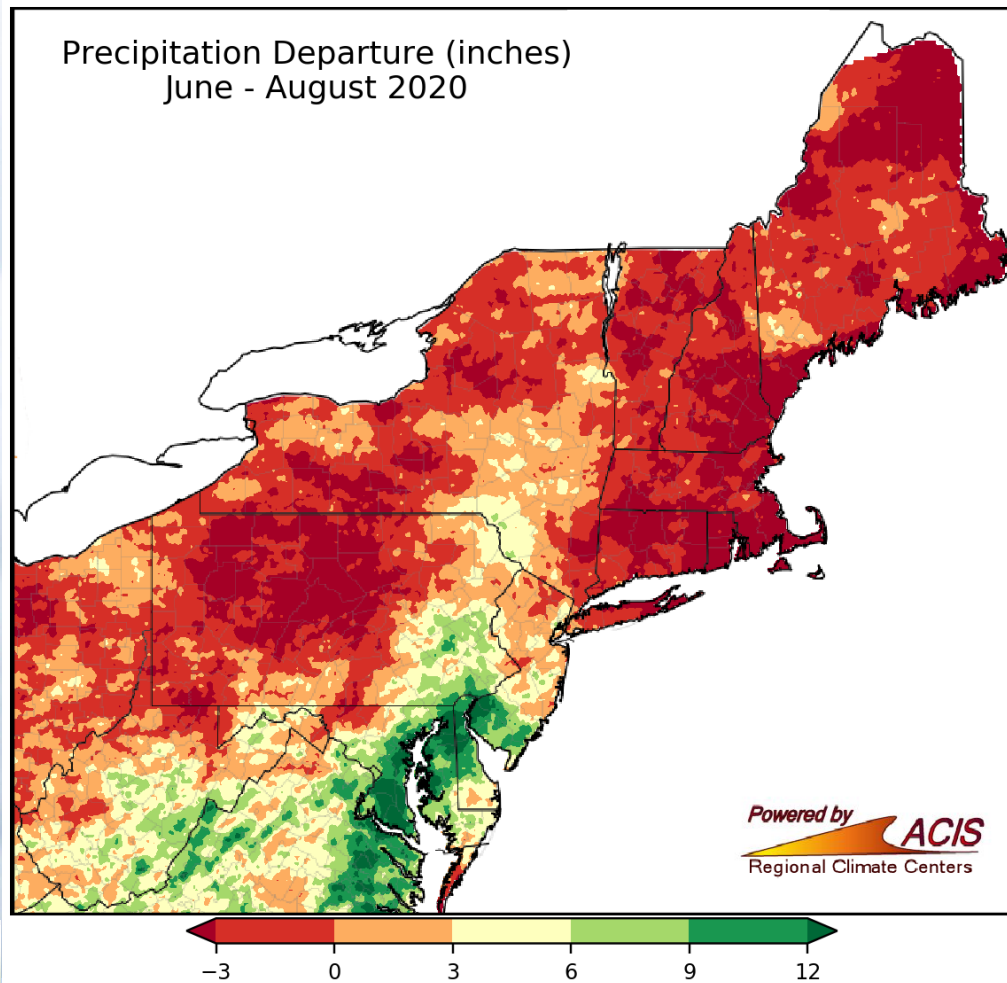 Precipitation Departure (inches)
June - August 2020
Powered by
ACIS
Regional Climate Centers
−3 0 3 6 9 12